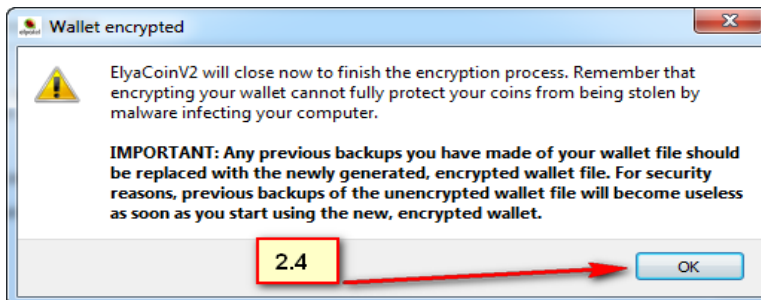 Wallet encrypted
ElyaCoinV2 will close now to finish the encryption process. Remember that
encrypting your wallet cannot fully protect your coins from being stolen by
malware infecting your computer.
IMPORTANT: Any previous backups you have made of your wallet file should
be replaced with the newly generated, encrypted wallet file. For security
reasons, previous backups of the unencrypted wallet file will become useless
as soon as you start using the new, encrypted wallet.
2.4
OK